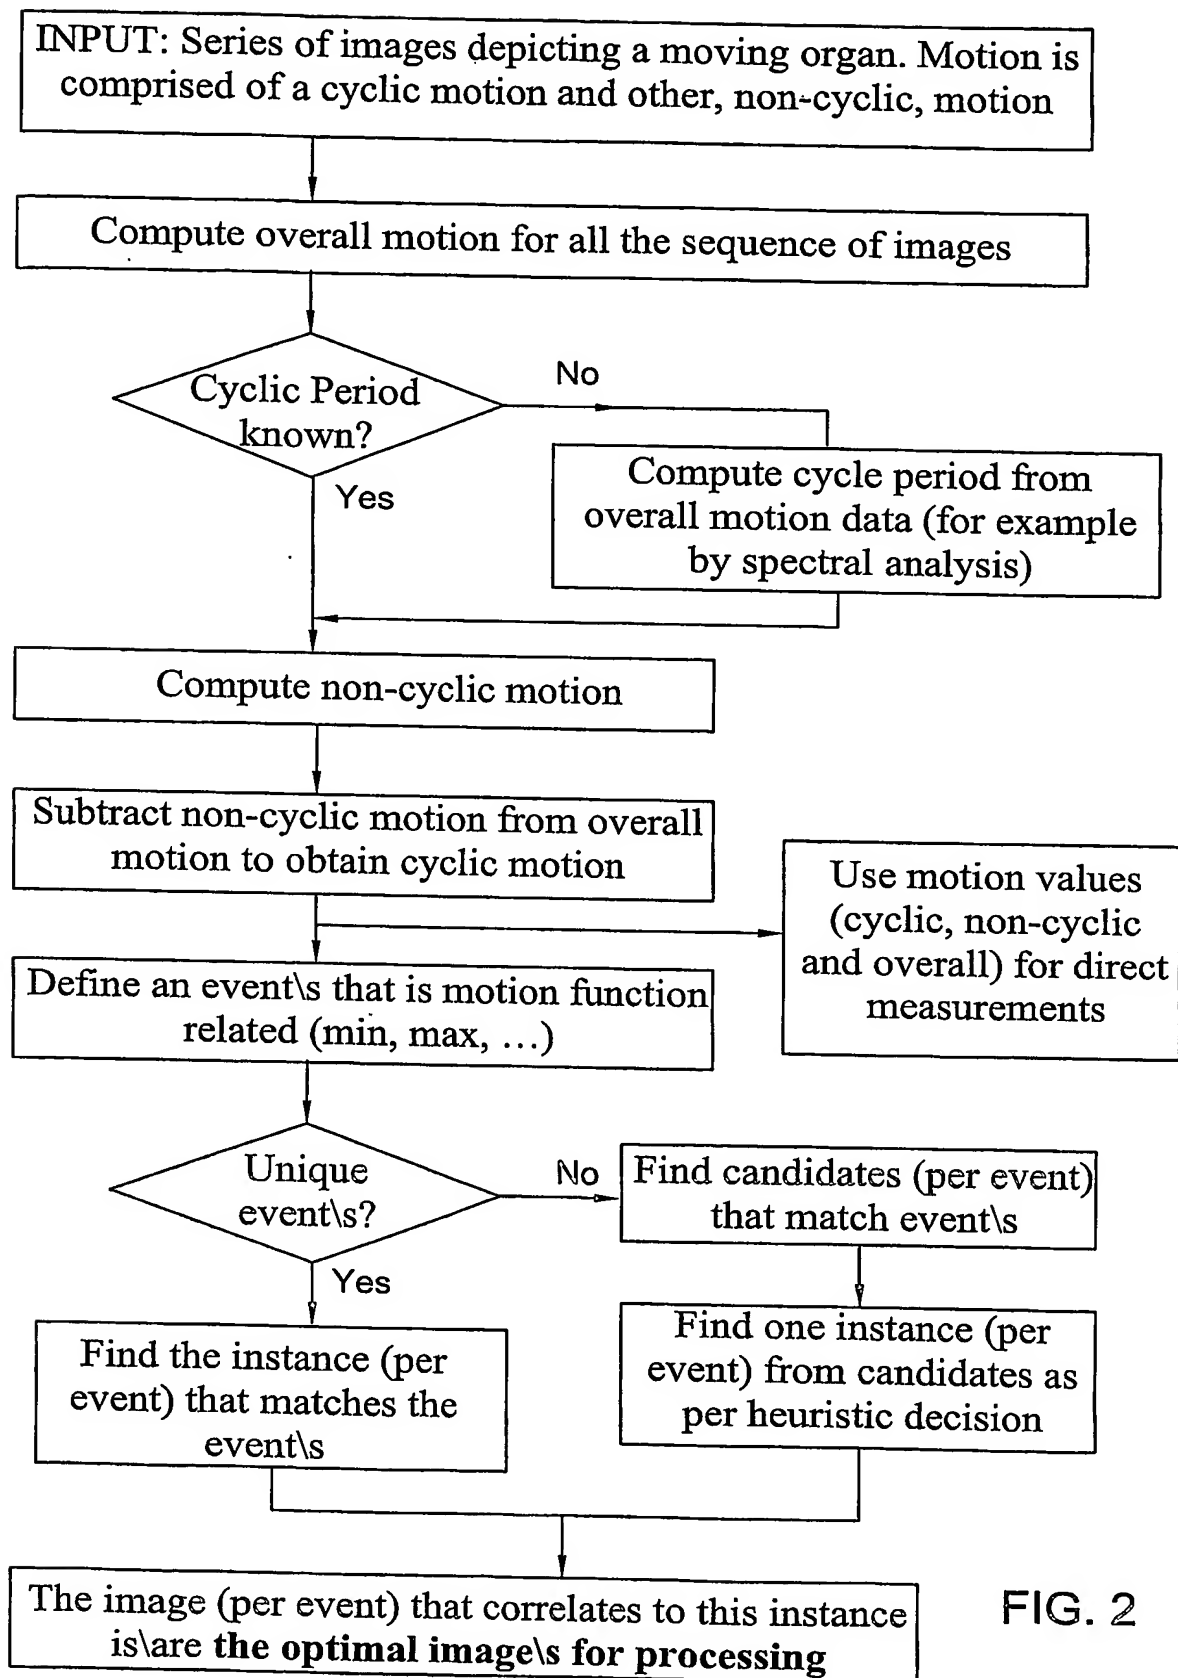 INPUT: Series of images depicting a moving organ. Motion is
comprised of a cyclic motion and other, non-cyclic, motion
Compute overall motion for all the sequence of images
Cyclic Period
known?
No
Yes
Compute cycle period from
overall motion data (for example
by spectral analysis)
Compute non-cyclic motion
Subtract non-cyclic motion from overall
motion to obtain cyclic motion
Use motion values
(cyclic, non-cyclic
and overall) for direct
measurements
Define an event\s that is motion function
related (min, max, …)
Unique
event\s?
No
Yes
Find candidates (per event)
that match event\s
Find the instance (per
event) that matches the
event\s
Find one instance (per
event) from candidates as
per heuristic decision
The image (per event) that correlates to this instance
is\are the optimal image\s for processing
FIG. 2